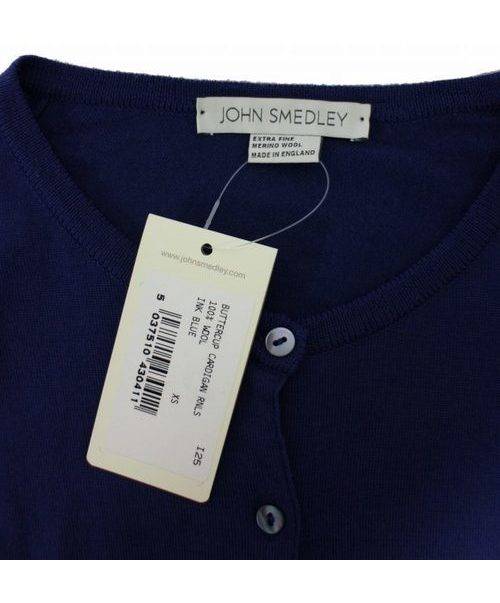 JOHN SMEDLEY
EXTRA FINE
MERINO WOOL
MADE IN ENGLAND
www.johnsmedley.com
BUTTERCUP CARDIGAN RNLS I25
100% WOOL
INK BLUE
XS
5 037510 430411